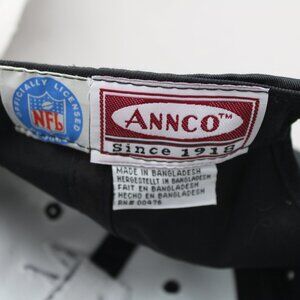 OFFICIALLY LICENSED
NFL
ANNCO™
Since 1918
MADE IN BANGLADESH
HERGESTELLT IN BANGLADESH
FAIT EN BANGLADESH
HECHO EN BANGLADESH
RN# 00976